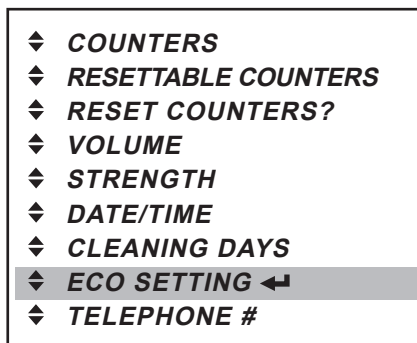 COUNTERS
RESETTABLE COUNTERS
RESET COUNTERS?
VOLUME
STRENGTH
DATE/TIME
CLEANING DAYS
ECO SETTING
TELEPHONE #